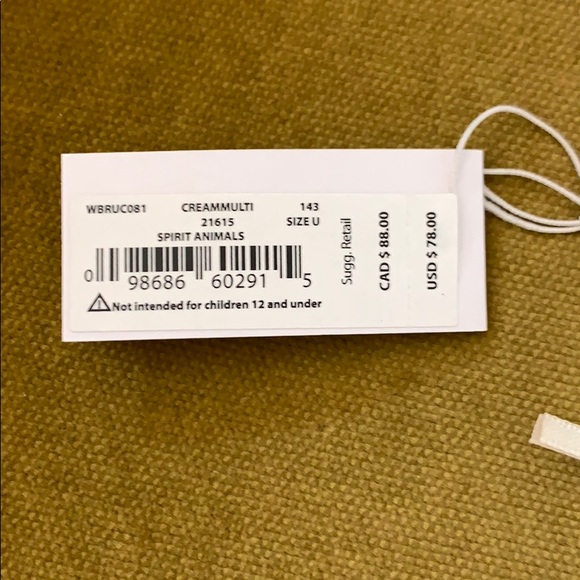 WBRUC081 CREAMMULTI 143
21615 SIZE U
SPIRIT ANIMALS
0 98686 60291 5
⚠Not intended for children 12 and under
Sugg. Retail
CAD $ 88.00
USD $ 78.00